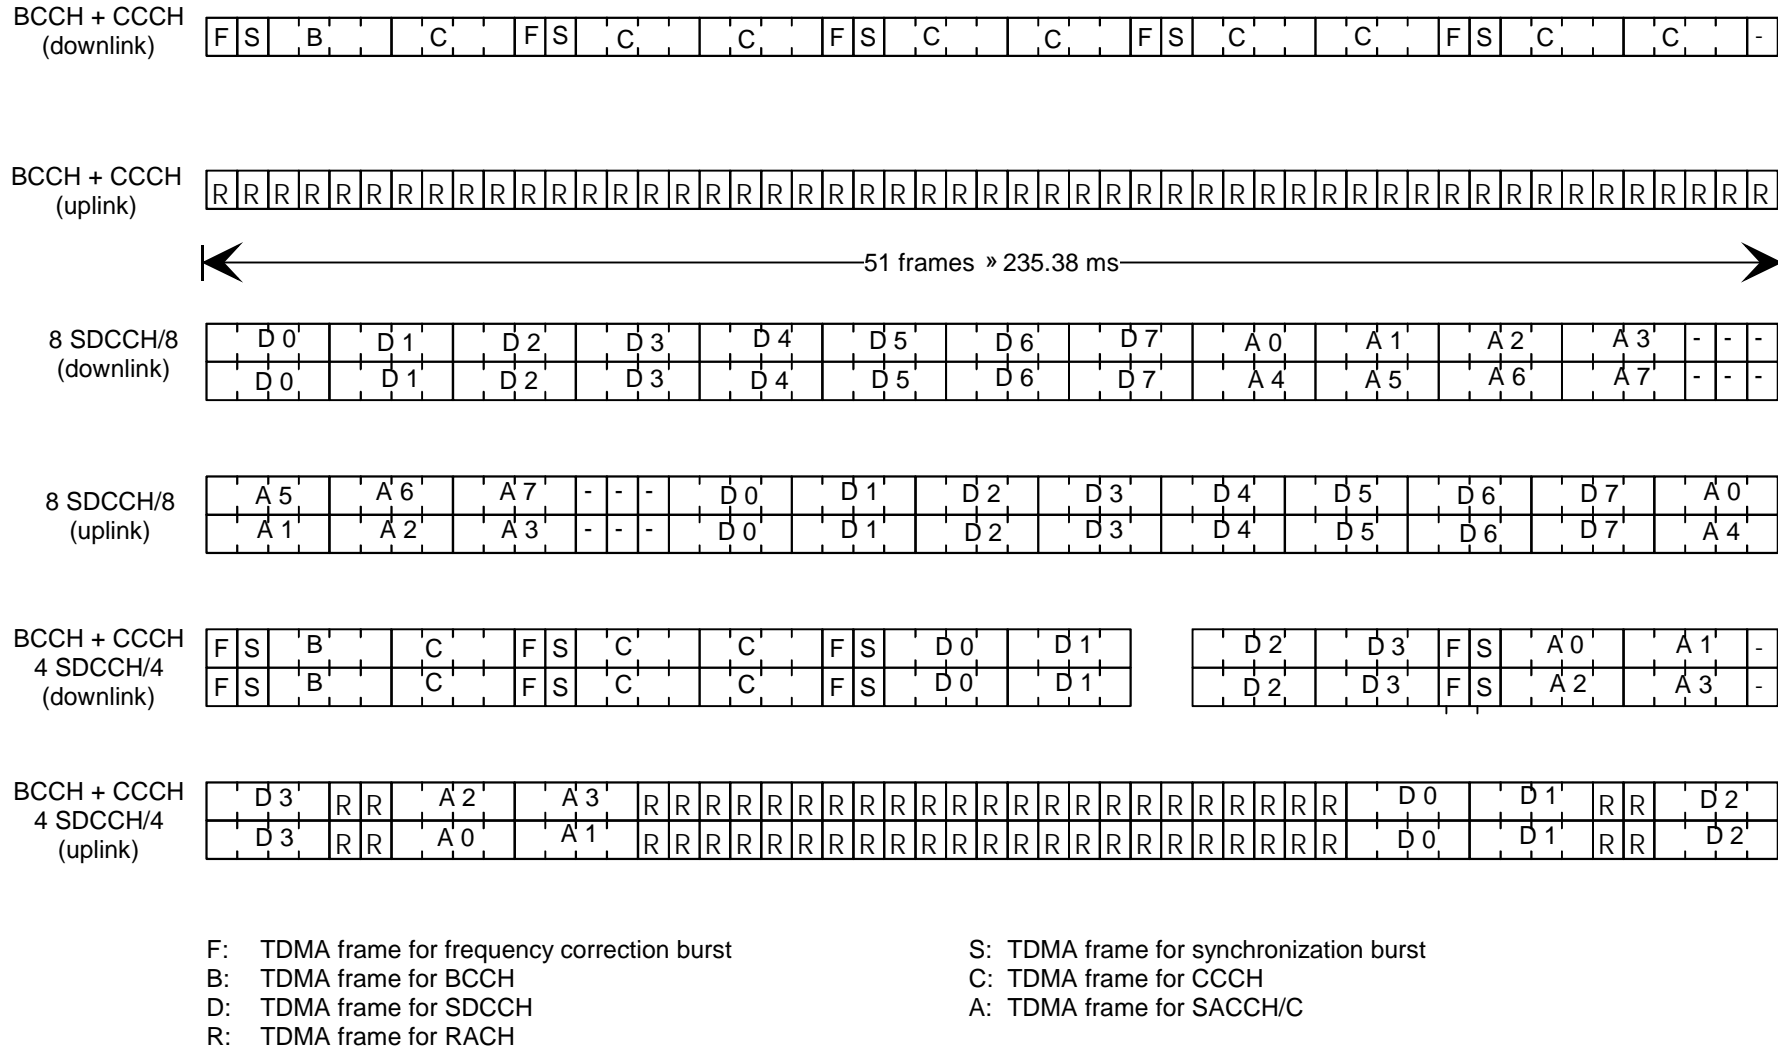 BCCH + CCCH
(downlink)
F S B C F S C C F S C C F S C C F S C C -
BCCH + CCCH
(uplink)
R R R R R R R R R R R R R R R R R R R R R R R R R R R R R R R R R R R R R R R R R R R R R R R R R R R
51 frames » 235.38 ms
8 SDCCH/8
(downlink)
D 0 D 1 D 2 D 3 D 4 D 5 D 6 D 7 A 0 A 1 A 2 A 3 - - -
D 0 D 1 D 2 D 3 D 4 D 5 D 6 D 7 A 4 A 5 A 6 A 7 - - -
8 SDCCH/8
(uplink)
A 5 A 6 A 7 - - - D 0 D 1 D 2 D 3 D 4 D 5 D 6 D 7 A 0
A 1 A 2 A 3 - - - D 0 D 1 D 2 D 3 D 4 D 5 D 6 D 7 A 4
BCCH + CCCH
4 SDCCH/4
(downlink)
F S B C F S C C F S D 0 D 1 D 2 D 3 F S A 0 A 1 -
F S B C F S C C F S D 0 D 1 D 2 D 3 F S A 2 A 3 -
BCCH + CCCH
4 SDCCH/4
(uplink)
D 3 R R A 2 A 3 R R R R R R R R R R R R R R R R R R R R R R R D 0 D 1 R R D 2
D 3 R R A 0 A 1 R R R R R R R R R R R R R R R R R R R R R R R D 0 D 1 R R D 2
F: TDMA frame for frequency correction burst
S: TDMA frame for synchronization burst
B: TDMA frame for BCCH
C: TDMA frame for CCCH
D: TDMA frame for SDCCH
A: TDMA frame for SACCH/C
R: TDMA frame for RACH